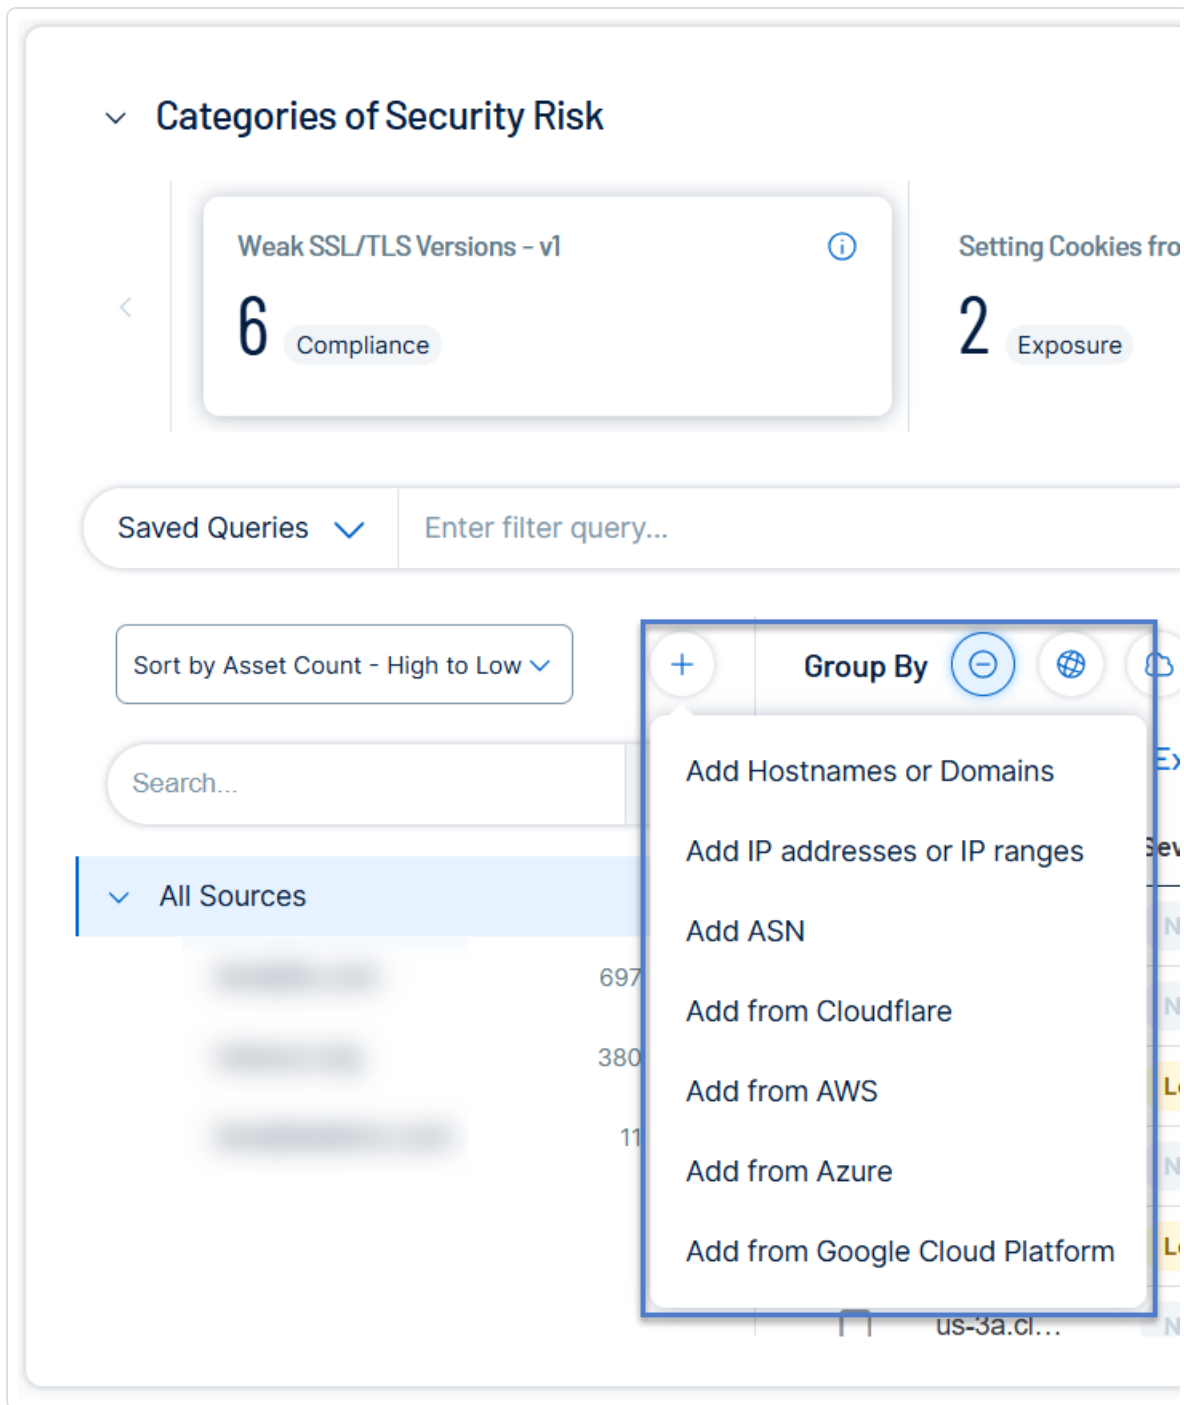 Categories of Security Risk
Weak SSL/TLS Versions - v1
6 Compliance
Setting Cookies
2 Exposure
Saved Queries
Enter filter query...
Sort by Asset Count - High to Low
Group By
Search...
Add Hostnames or Domains
Add IP addresses or IP ranges
Add ASN
Add from Cloudflare
Add from AWS
Add from Azure
Add from Google Cloud Platform
All Sources
697
380
11
us-3a.cl...